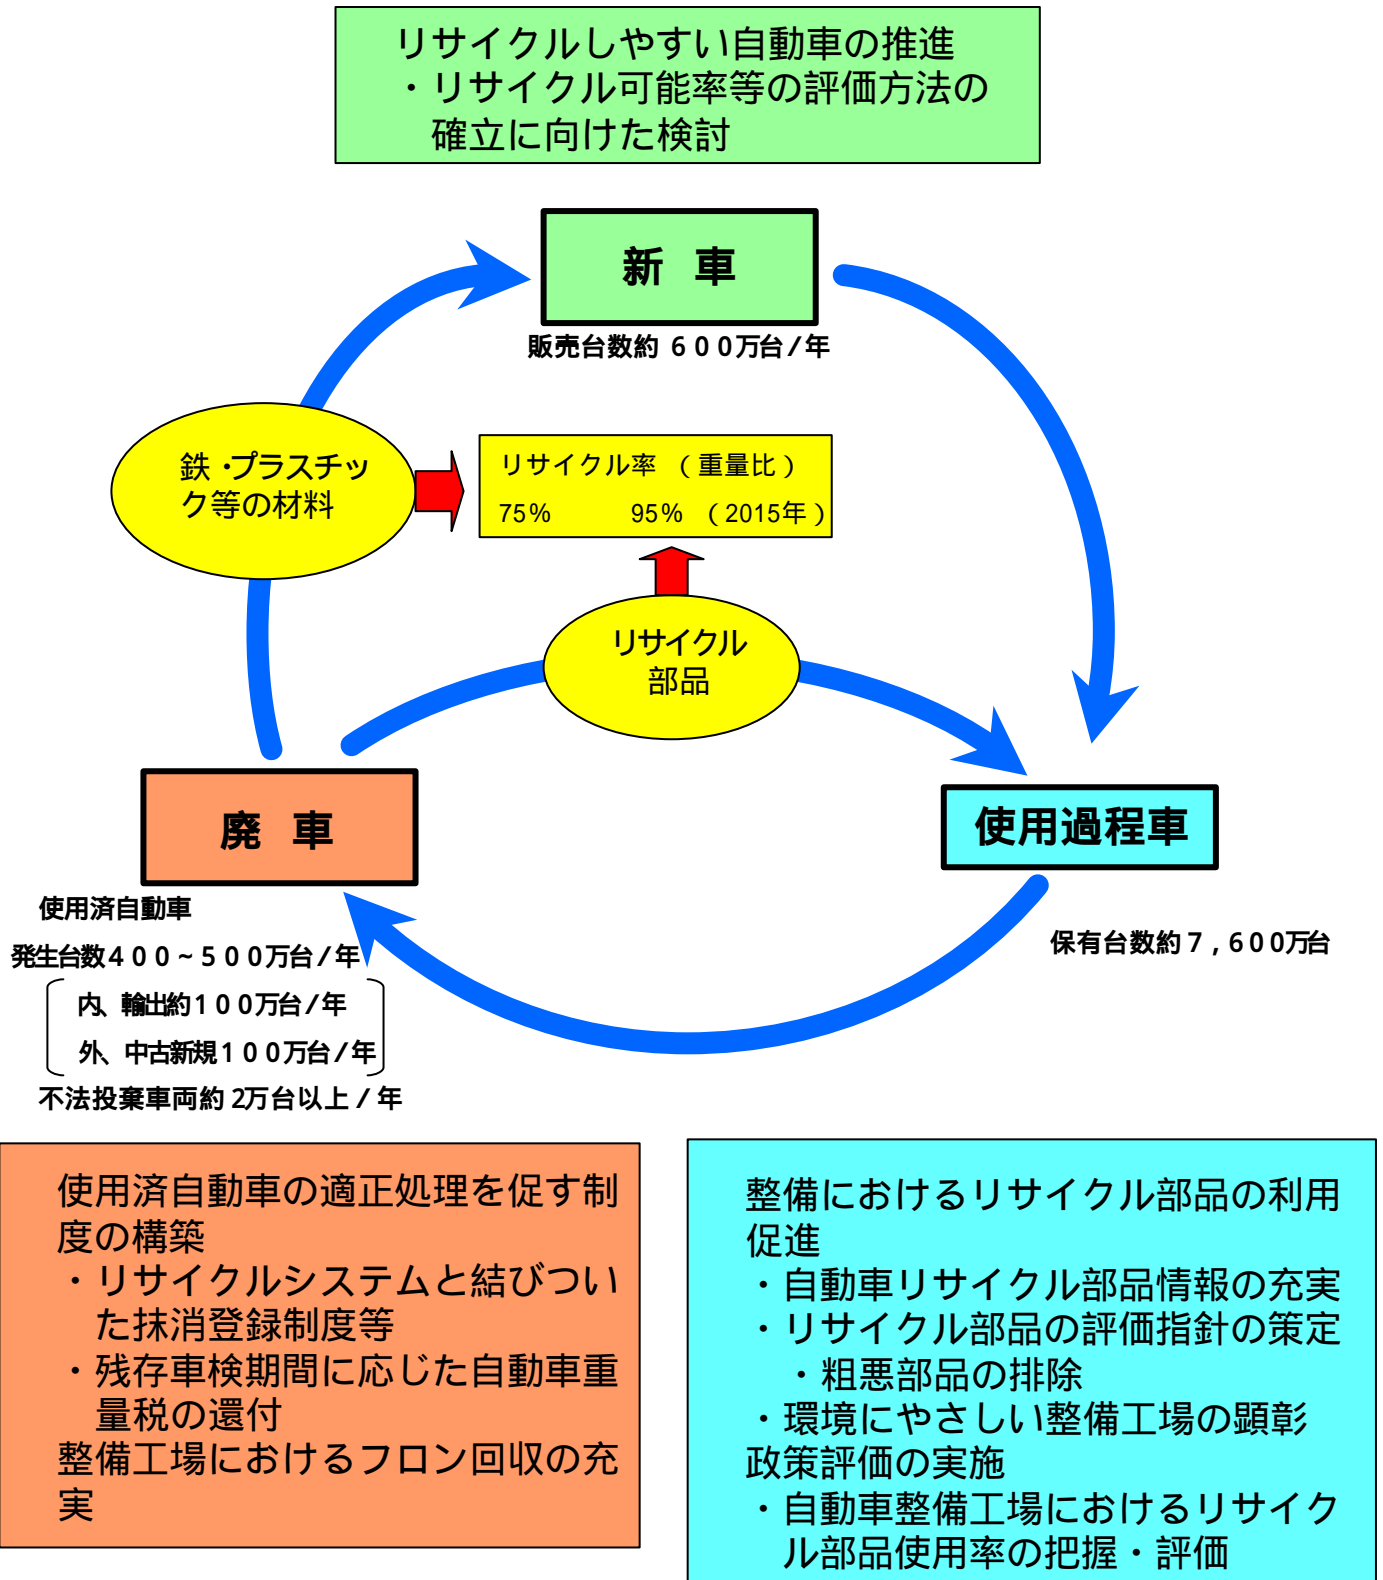 リサイクルしやすい自動車の推進
・リサイクル可能率等の評価方法の
確立に向けた検討
新 車
販売台数約 600万台/年
鉄・プラスチッ
ク等の材料
リサイクル率 (重量比)
75% 95% (2015年)
リサイクル
部品
廃 車
使用過程車
使用済自動車
発生台数400~500万台/年
内、輸出約100万台/年
外、中古新規100万台/年
不法投棄車両約 2万台以上/年
保有台数約7,600万台
使用済自動車の適正処理を促す制
度の構築
・リサイクルシステムと結びつい
た抹消登録制度等
・残存車検期間に応じた自動車重
量税の還付
整備工場におけるフロン回収の充
実
整備におけるリサイクル部品の利用
促進
・自動車リサイクル部品情報の充実
・リサイクル部品の評価指針の策定
・粗悪部品の排除
・環境にやさしい整備工場の顕彰
政策評価の実施
・自動車整備工場におけるリサイク
ル部品使用率の把握・評価